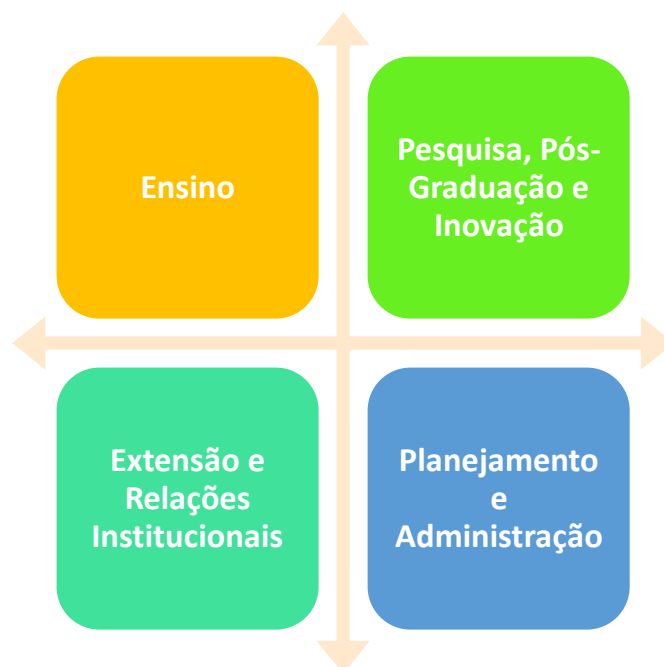 Ensino
Pesquisa, Pós-
Graduação e
Inovação
Extensão e
Relações
Institucionais
Planejamento
e
Administração